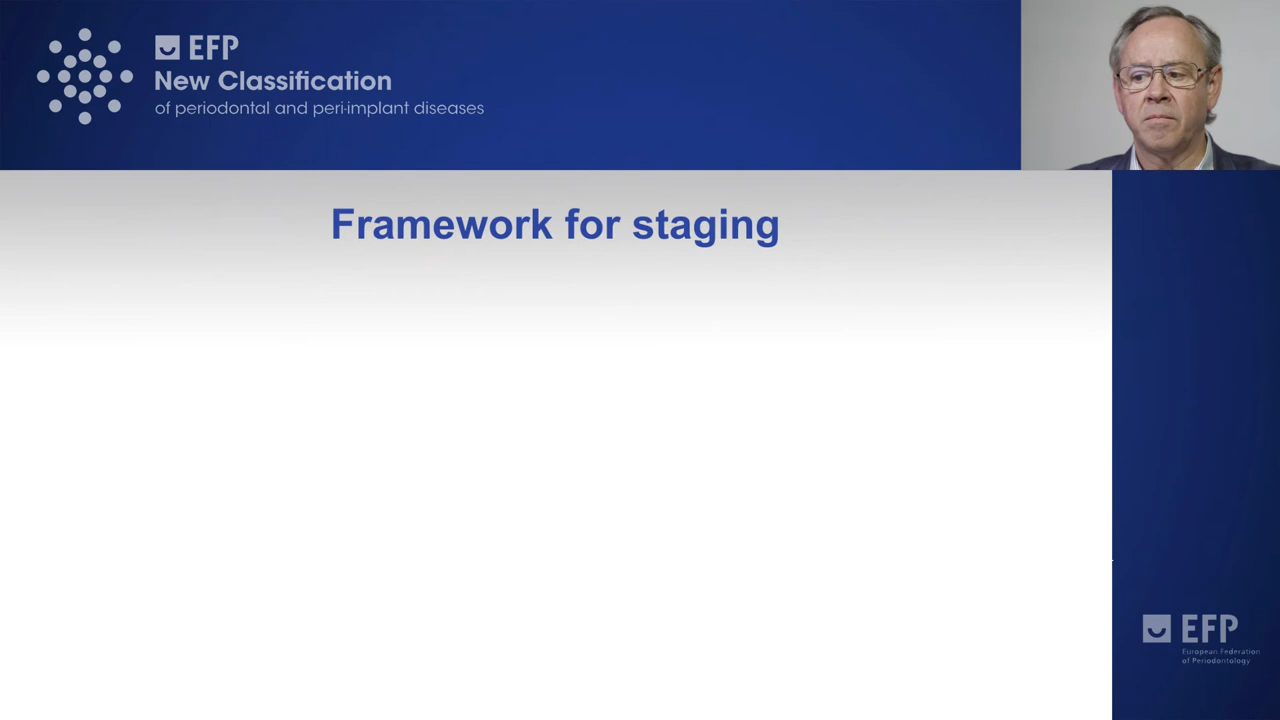 EFP
New Classification
of periodontal and peri-implant diseases
Framework for staging
EFP
European Federation
of Periodontology